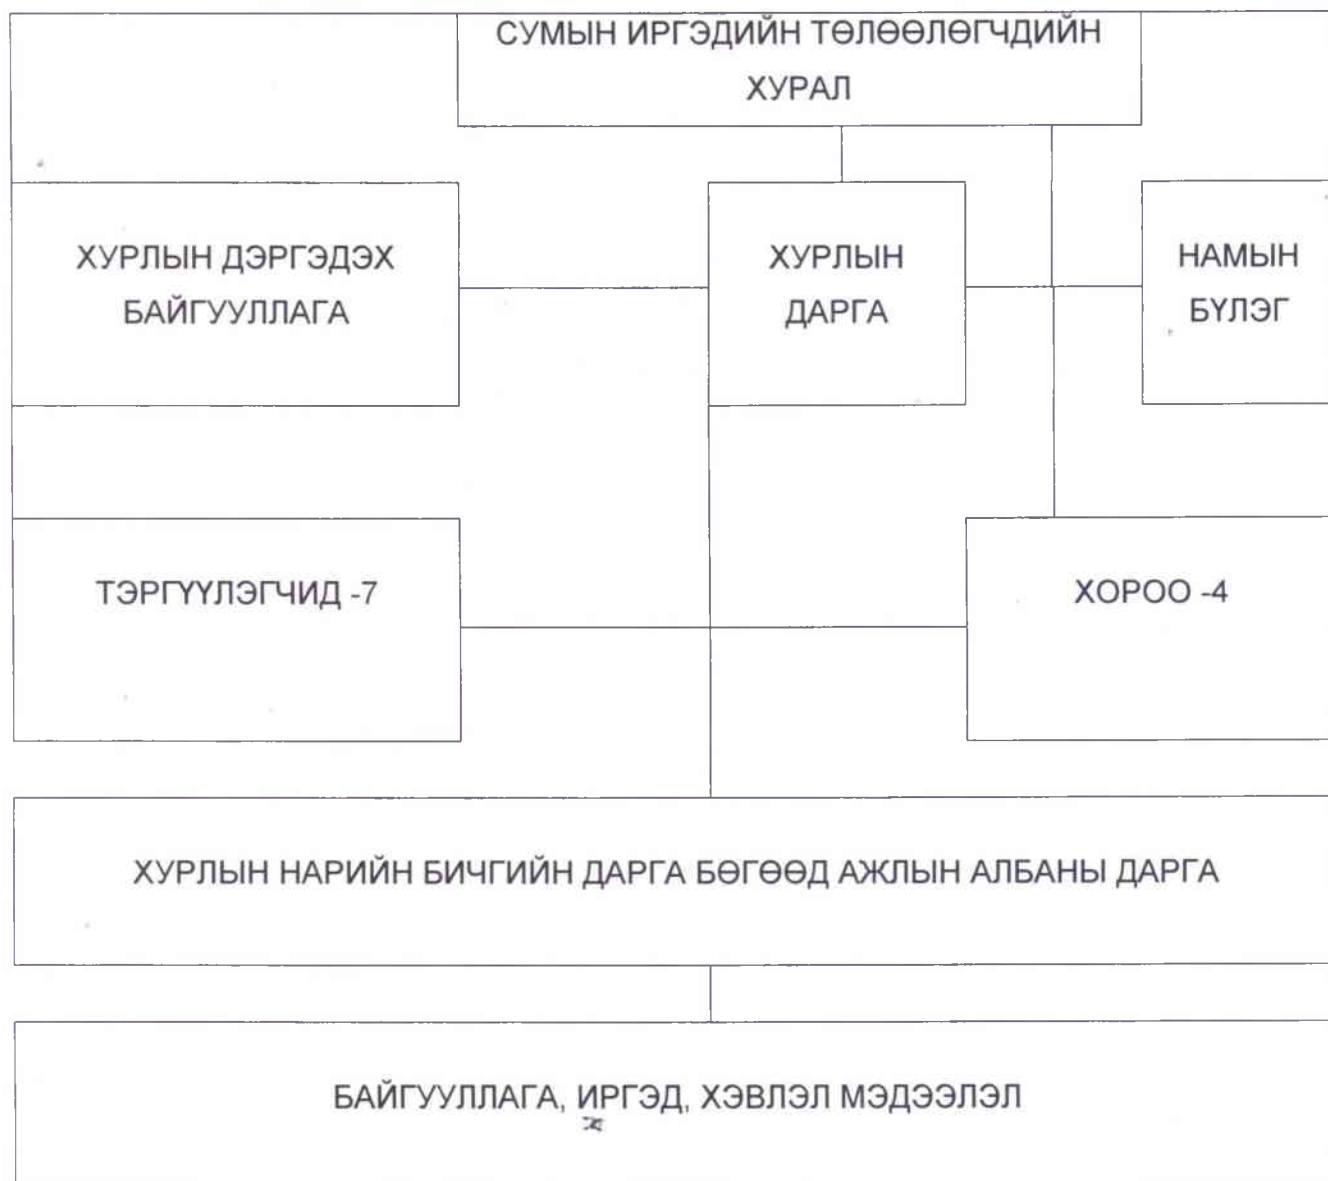 СУМЫН ИРГЭДИЙН ТӨЛӨӨЛӨГЧДИЙН
ХУРАЛ
ХУРЛЫН ДЭРГЭДЭХ
БАЙГУУЛЛАГА
ХУРЛЫН
ДАРГА
НАМЫН
БҮЛЭГ
ТЭРГҮҮЛЭГЧИД -7
ХОРОО -4
ХУРЛЫН НАРИЙН БИЧГИЙН ДАРГА БӨГӨӨД АЖЛЫН АЛБАНЫ ДАРГА
БАЙГУУЛЛАГА, ИРГЭД, ХЭВЛЭЛ МЭДЭЭЛЭЛ